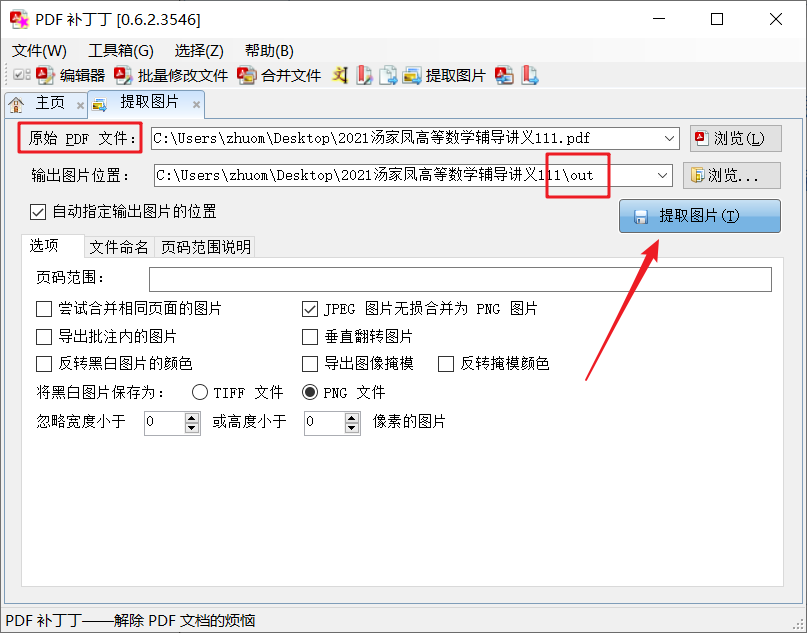 PDF 补丁丁 [0.6.2.3546]
文件(W) 工具箱(G) 选择(Z) 帮助(B)
编辑器 批量修改文件 合并文件 提取图片
主页 × 提取图片 ×
原始 PDF 文件: C:\Users\zhuom\Desktop\2021汤家凤高等数学辅导讲义111.pdf 浏览(L)
输出图片位置: C:\Users\zhuom\Desktop\2021汤家凤高等数学辅导讲义111\out 浏览...
自动指定输出图片的位置 提取图片(I)
选项 文件命名 页码范围说明
页码范围:
尝试合并相同页面的图片 JPEG 图片无损合并为 PNG 图片
导出批注内的图片 垂直翻转图片
反转黑白图片的颜色 导出图像掩模 反转掩模颜色
将黑白图片保存为: TIFF 文件 PNG 文件
忽略宽度小于 0 或高度小于 0 像素的图片
PDF 补丁丁——解除 PDF 文档的烦恼